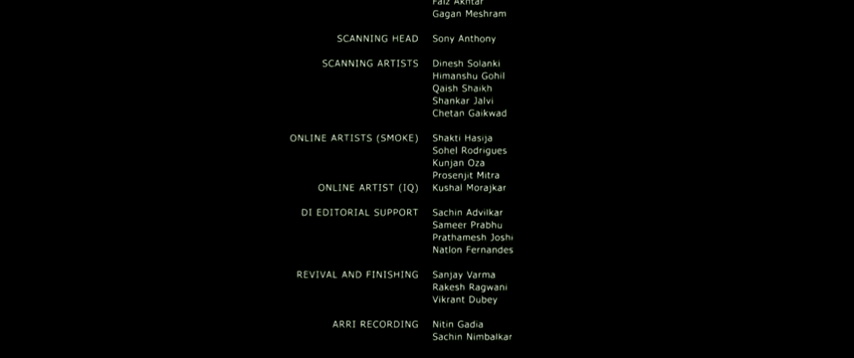 Faiz Akhtar
Gagan Meshram
SCANNING HEAD Sony Anthony
SCANNING ARTISTS Dinesh Solanki
Himanshu Gohil
Qaish Shaikh
Shankar Jalvi
Chetan Gaikwad
ONLINE ARTISTS (SMOKE) Shakti Hasija
Sohel Rodrigues
Kunjan Oza
Prosenjit Mitra
ONLINE ARTIST (IQ) Kushal Morajkar
DI EDITORIAL SUPPORT Sachin Advilkar
Sameer Prabhu
Prathamesh Joshi
Natlon Fernandes
REVIVAL AND FINISHING Sanjay Varma
Rakesh Ragwani
Vikrant Dubey
ARRI RECORDING Nitin Gadia
Sachin Nimbalkar